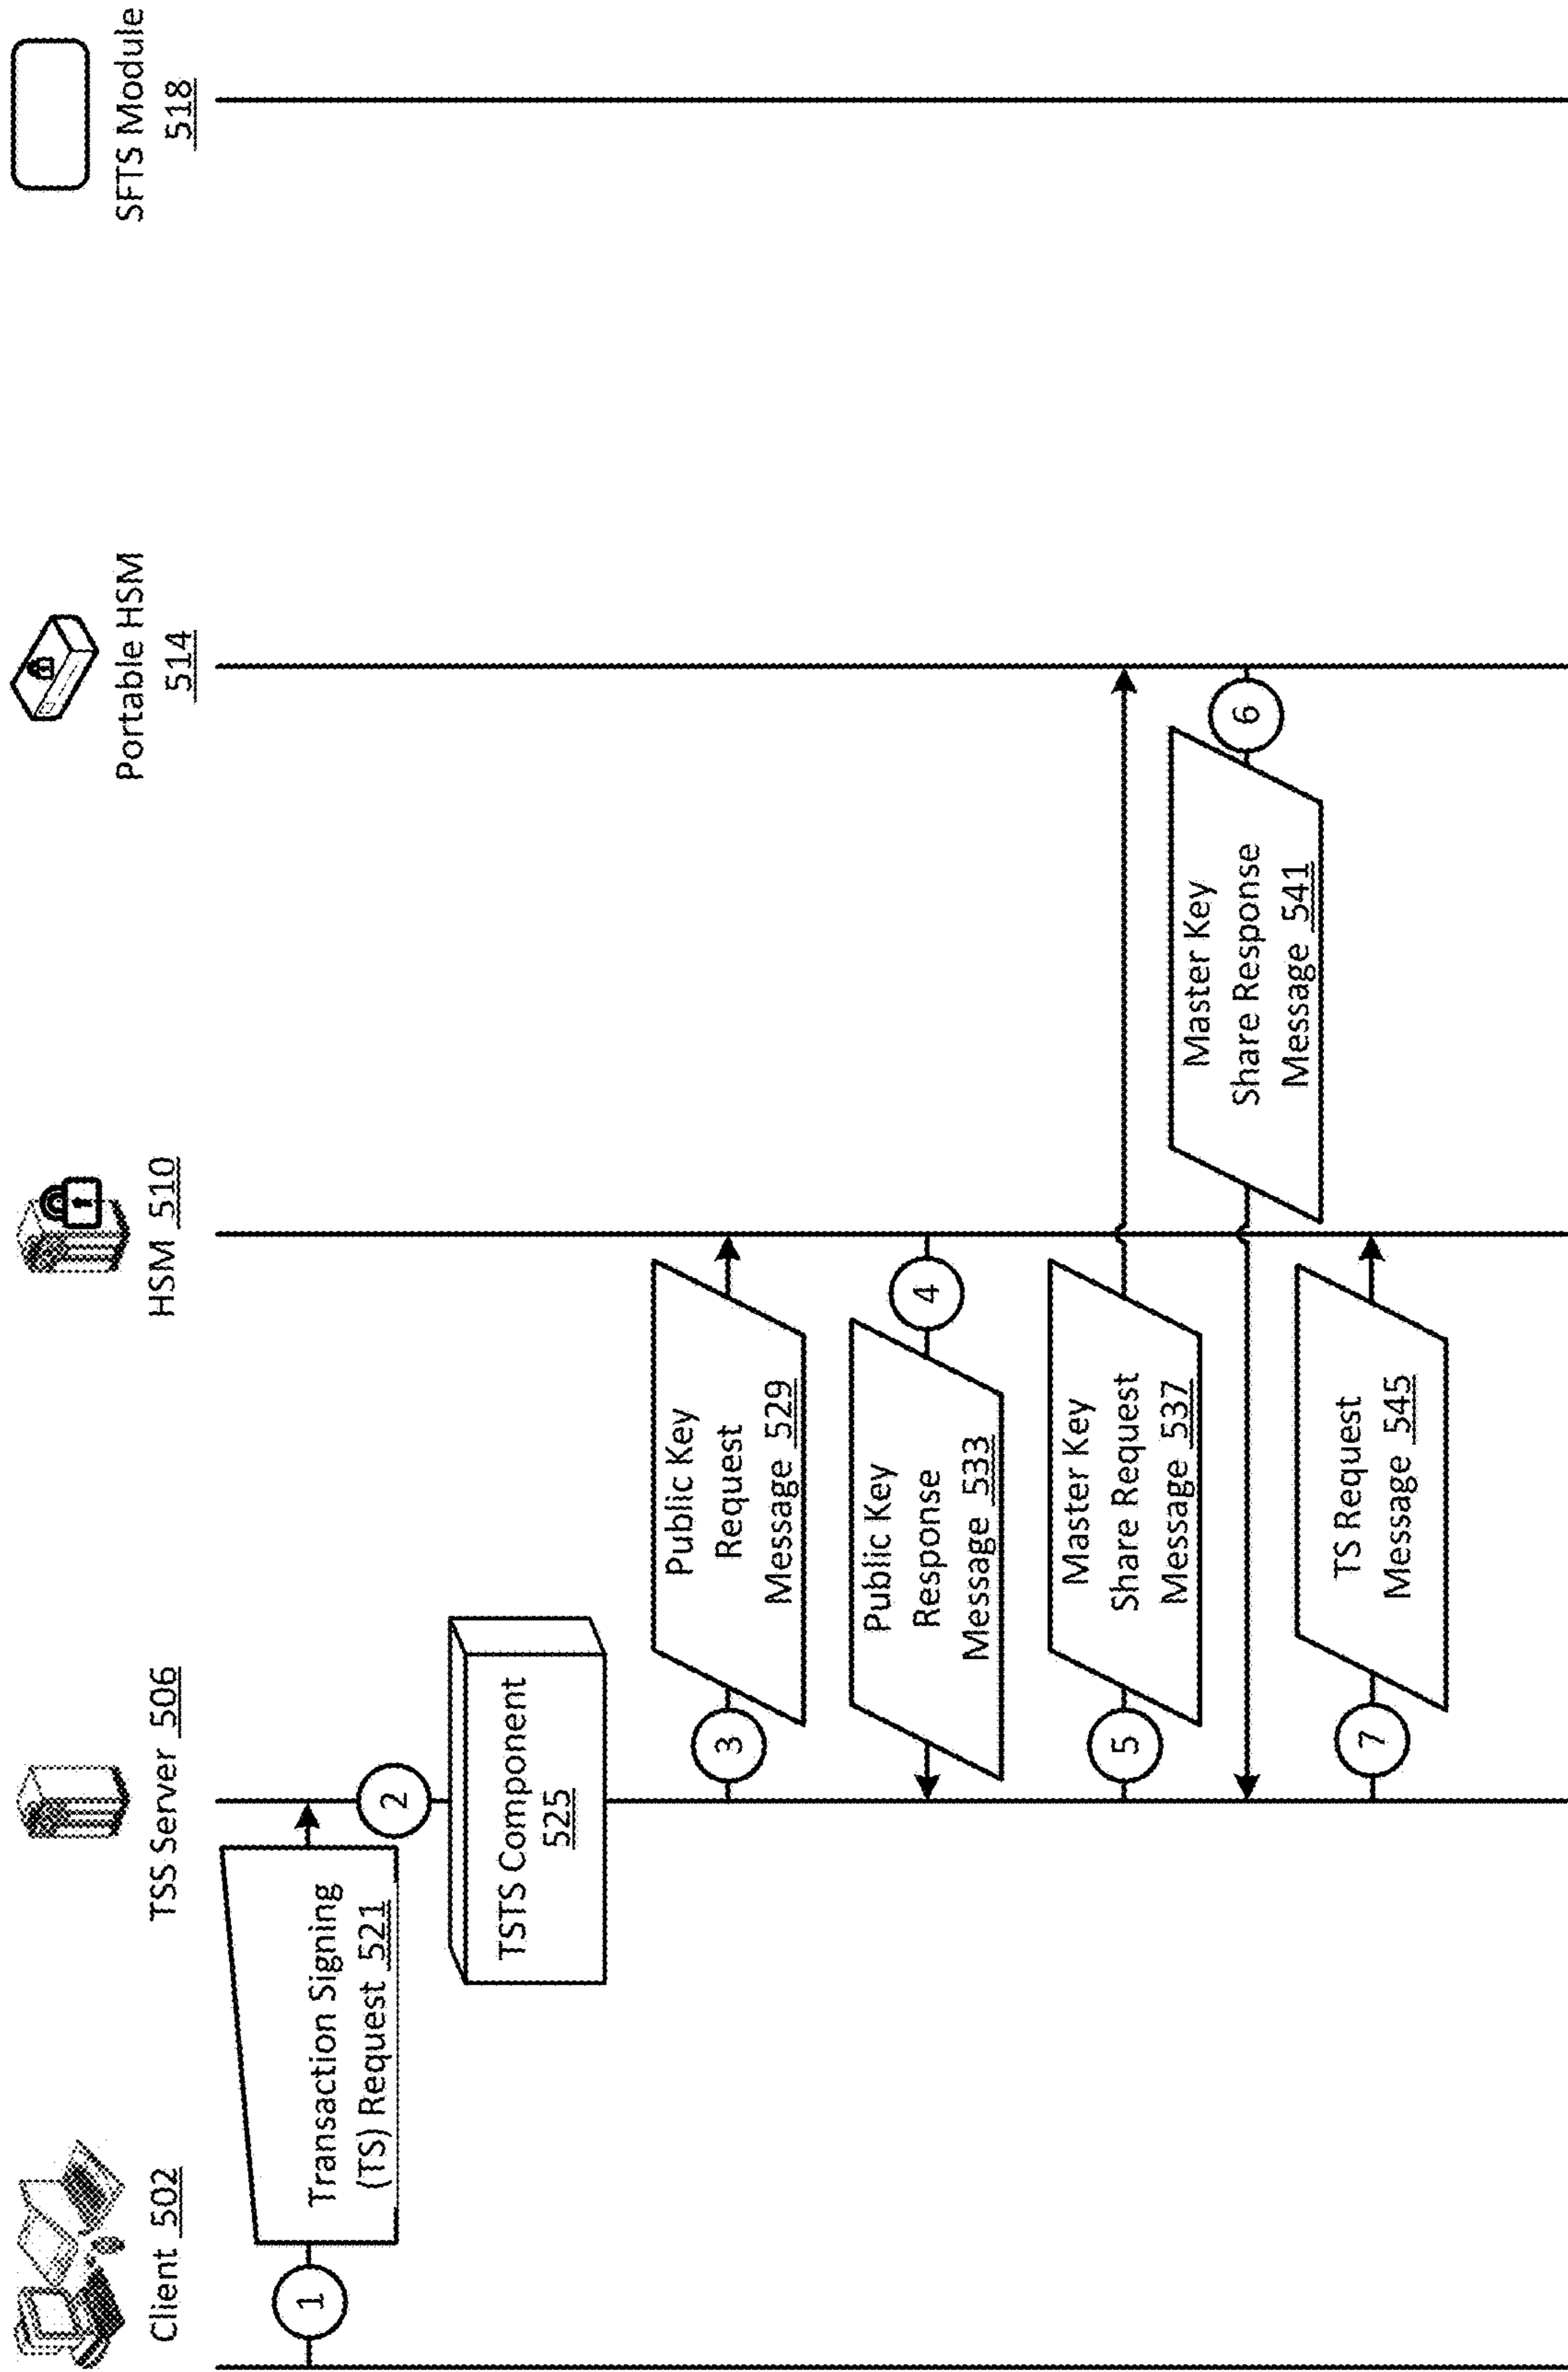 Client 502
TSS Server 506
HSM 510
Portable HSM
514
SFTS Module
518
1
Transaction Signing
(TS) Request 521
2
TSTS Component
525
3
Public Key
Request
Message 529
4
Public Key
Response
Message 533
5
Master Key
Share Request
Message 537
6
Master Key
Share Response
Message 541
7
TS Request
Message 545